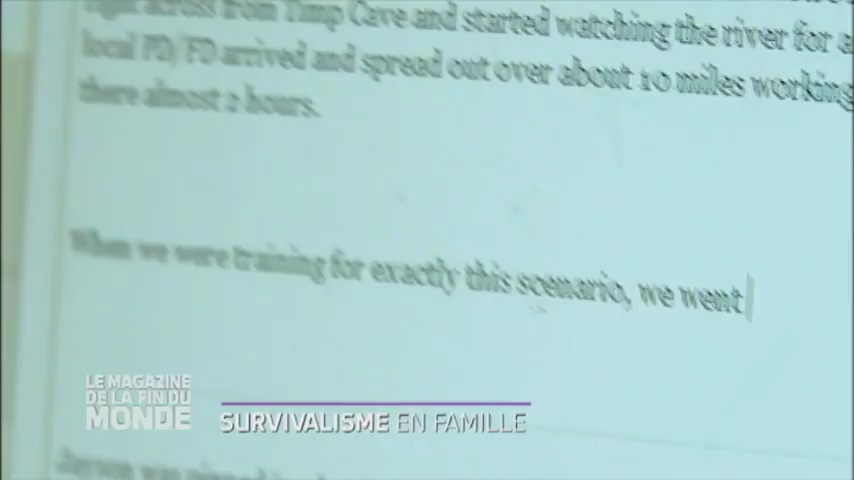 right across from Timp Cave and started watching the river for a
local PD/FD arrived and spread out over about 10 miles working
there almost 2 hours.
When we were training for exactly this scenario, we went
LE MAGAZINE
DE LA FIN DU
MONDE
SURVIVALISME EN FAMILLE